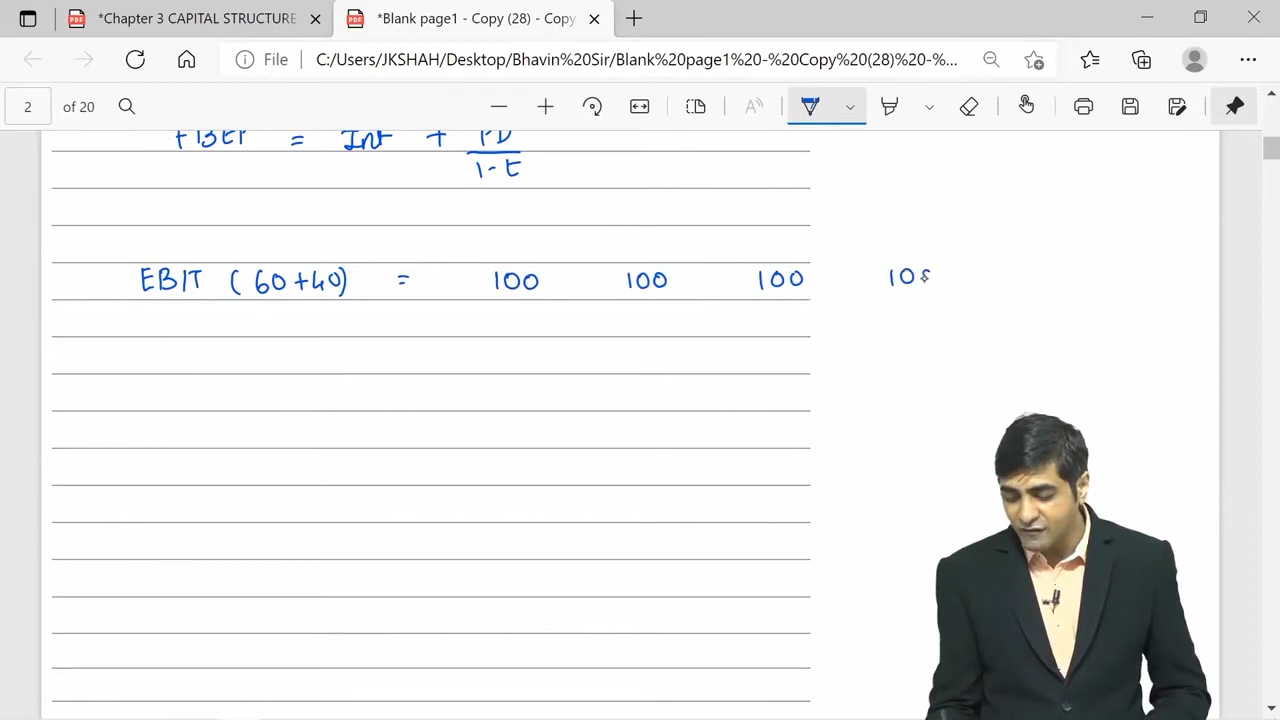 *Chapter 3 CAPITAL STRUCTURE
*Blank page1 - Copy (28) - Copy
File
C:/Users/JKSHAH/Desktop/Bhavin%20Sir/Blank%20page1%20-%20Copy%20(28)%20-%...
2 of 20
FBEP = Int + PD
1-t
EBIT (60+40) = 100 100 100